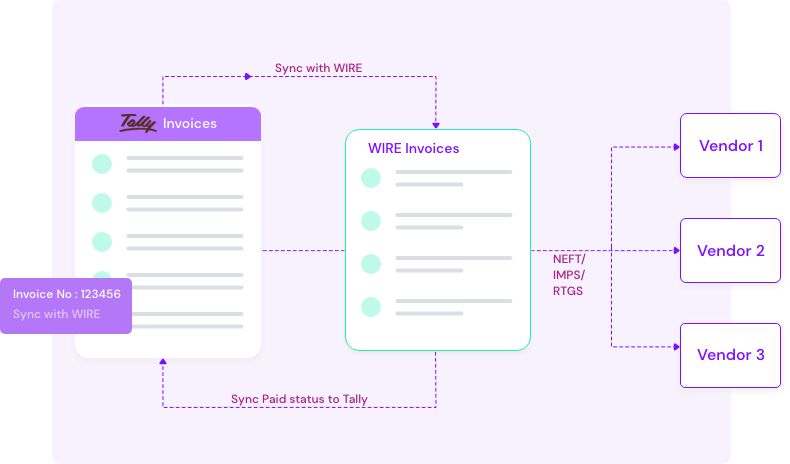 Sync with WIRE
Tally Invoices
WIRE Invoices
Invoice No : 123456
Sync with WIRE
NEFT/
IMPS/
RTGS
Vendor 1
Vendor 2
Vendor 3
Sync Paid status to Tally